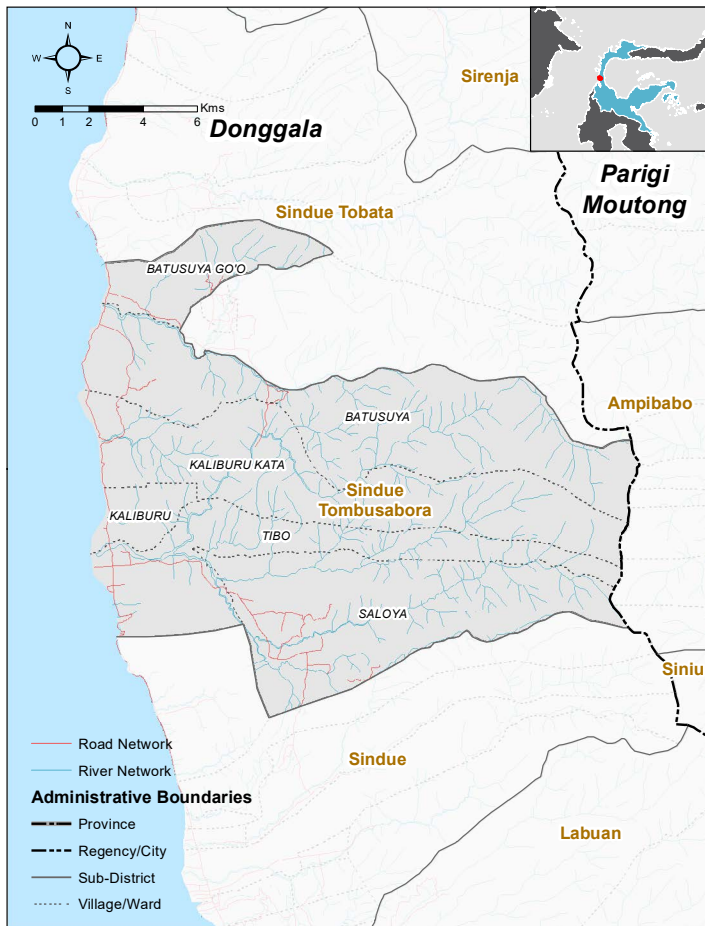 N
W E
S
Kms
0 1 2 4 6
Donggala
Sirenja
Parigi
Moutong
Sindue Tobata
BATUSUYA GO'O
Ampibabo
BATUSUYA
KALIBURU KATA
Sindue
Tombusabora
KALIBURU
TIBO
SALOYA
Siniu
Sindue
Labuan
Road Network
River Network
Administrative Boundaries
Province
Regency/City
Sub-District
Village/Ward